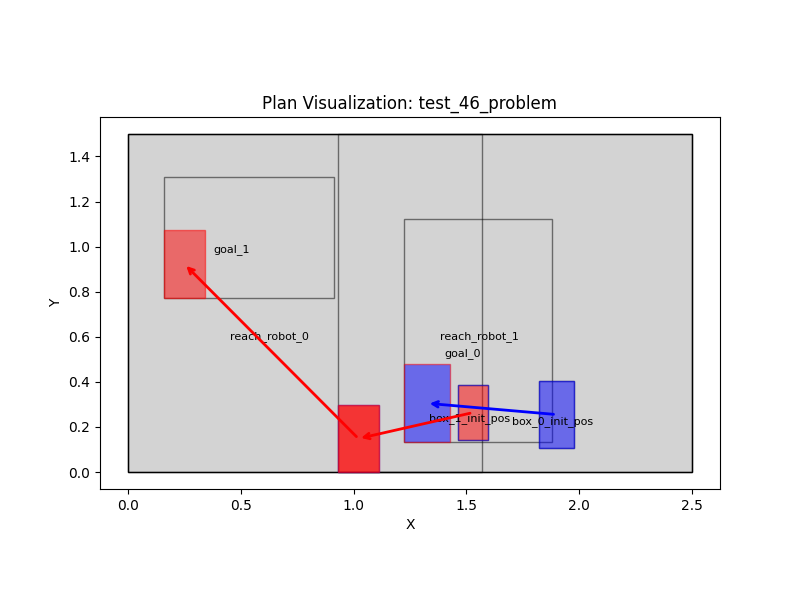 Plan Visualization: test_46_problem
1.4
1.2
1.0
0.8
0.6
0.4
0.2
0.0
Y
goal_1
reach_robot_0
reach_robot_1
goal_0
box_1_init_pos
box_0_init_pos
0.0 0.5 1.0 1.5 2.0 2.5
X